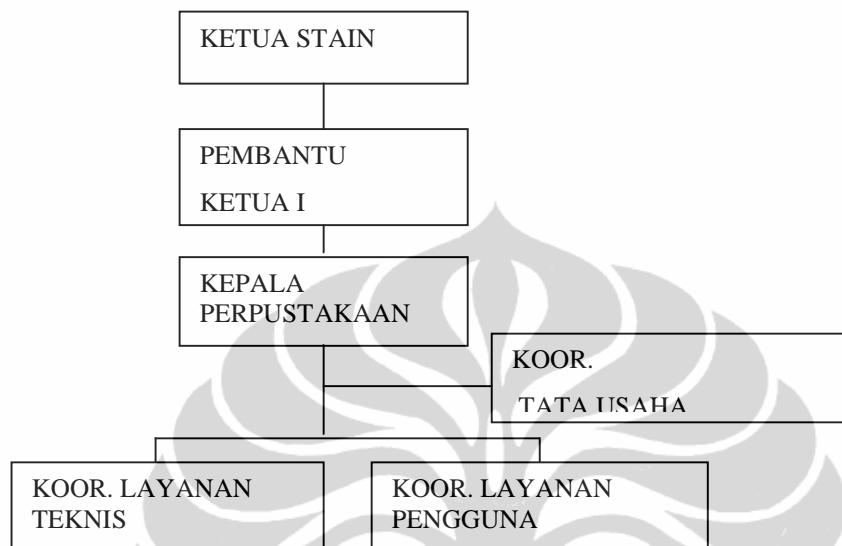 KETUA STAIN
PEMBANTU
KETUA I
KEPALA
PERPUSTAKAAN
KOOR.
TATA USAHA
KOOR. LAYANAN
TEKNIS
KOOR. LAYANAN
PENGGUNA